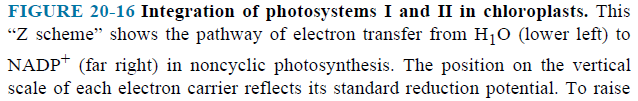 FIGURE 20-16 Integration of photosystems I and II in chloroplasts. This
“Z scheme” shows the pathway of electron transfer from H₁O (lower left) to
NADP⁺ (far right) in noncyclic photosynthesis. The position on the vertical
scale of each electron carrier reflects its standard reduction potential. To raise